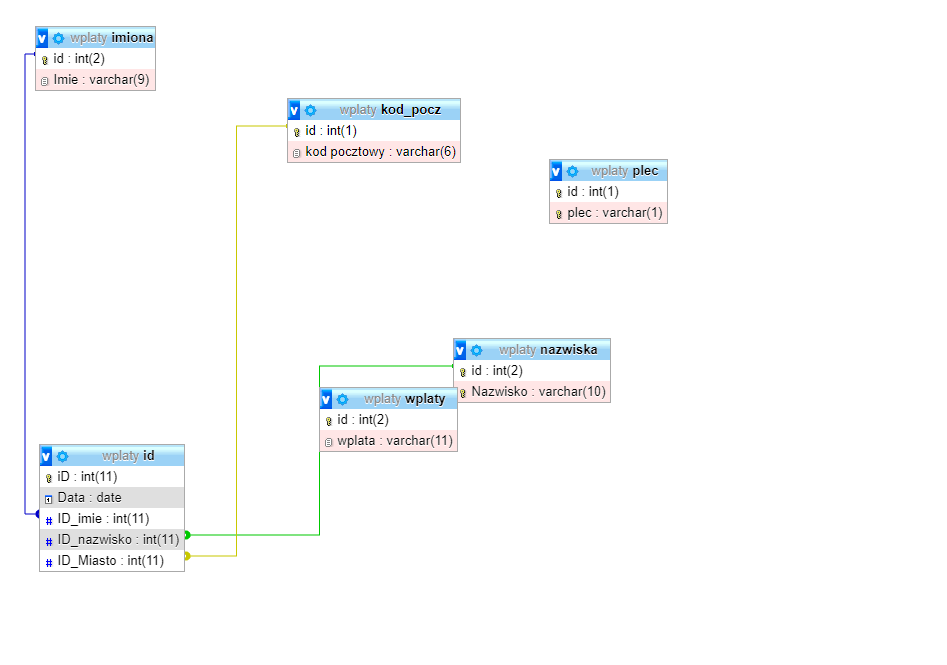 v wplaty imiona
id : int(2)
Imie : varchar(9)
v wplaty kod_pocz
id : int(1)
kod pocztowy : varchar(6)
v wplaty plec
id : int(1)
plec : varchar(1)
v wplaty nazwiska
id : int(2)
Nazwisko : varchar(10)
v wplaty wplaty
id : int(2)
wplata : varchar(11)
v wplaty id
iD : int(11)
Data : date
# ID_imie : int(11)
# ID_nazwisko : int(11)
# ID_Miasto : int(11)